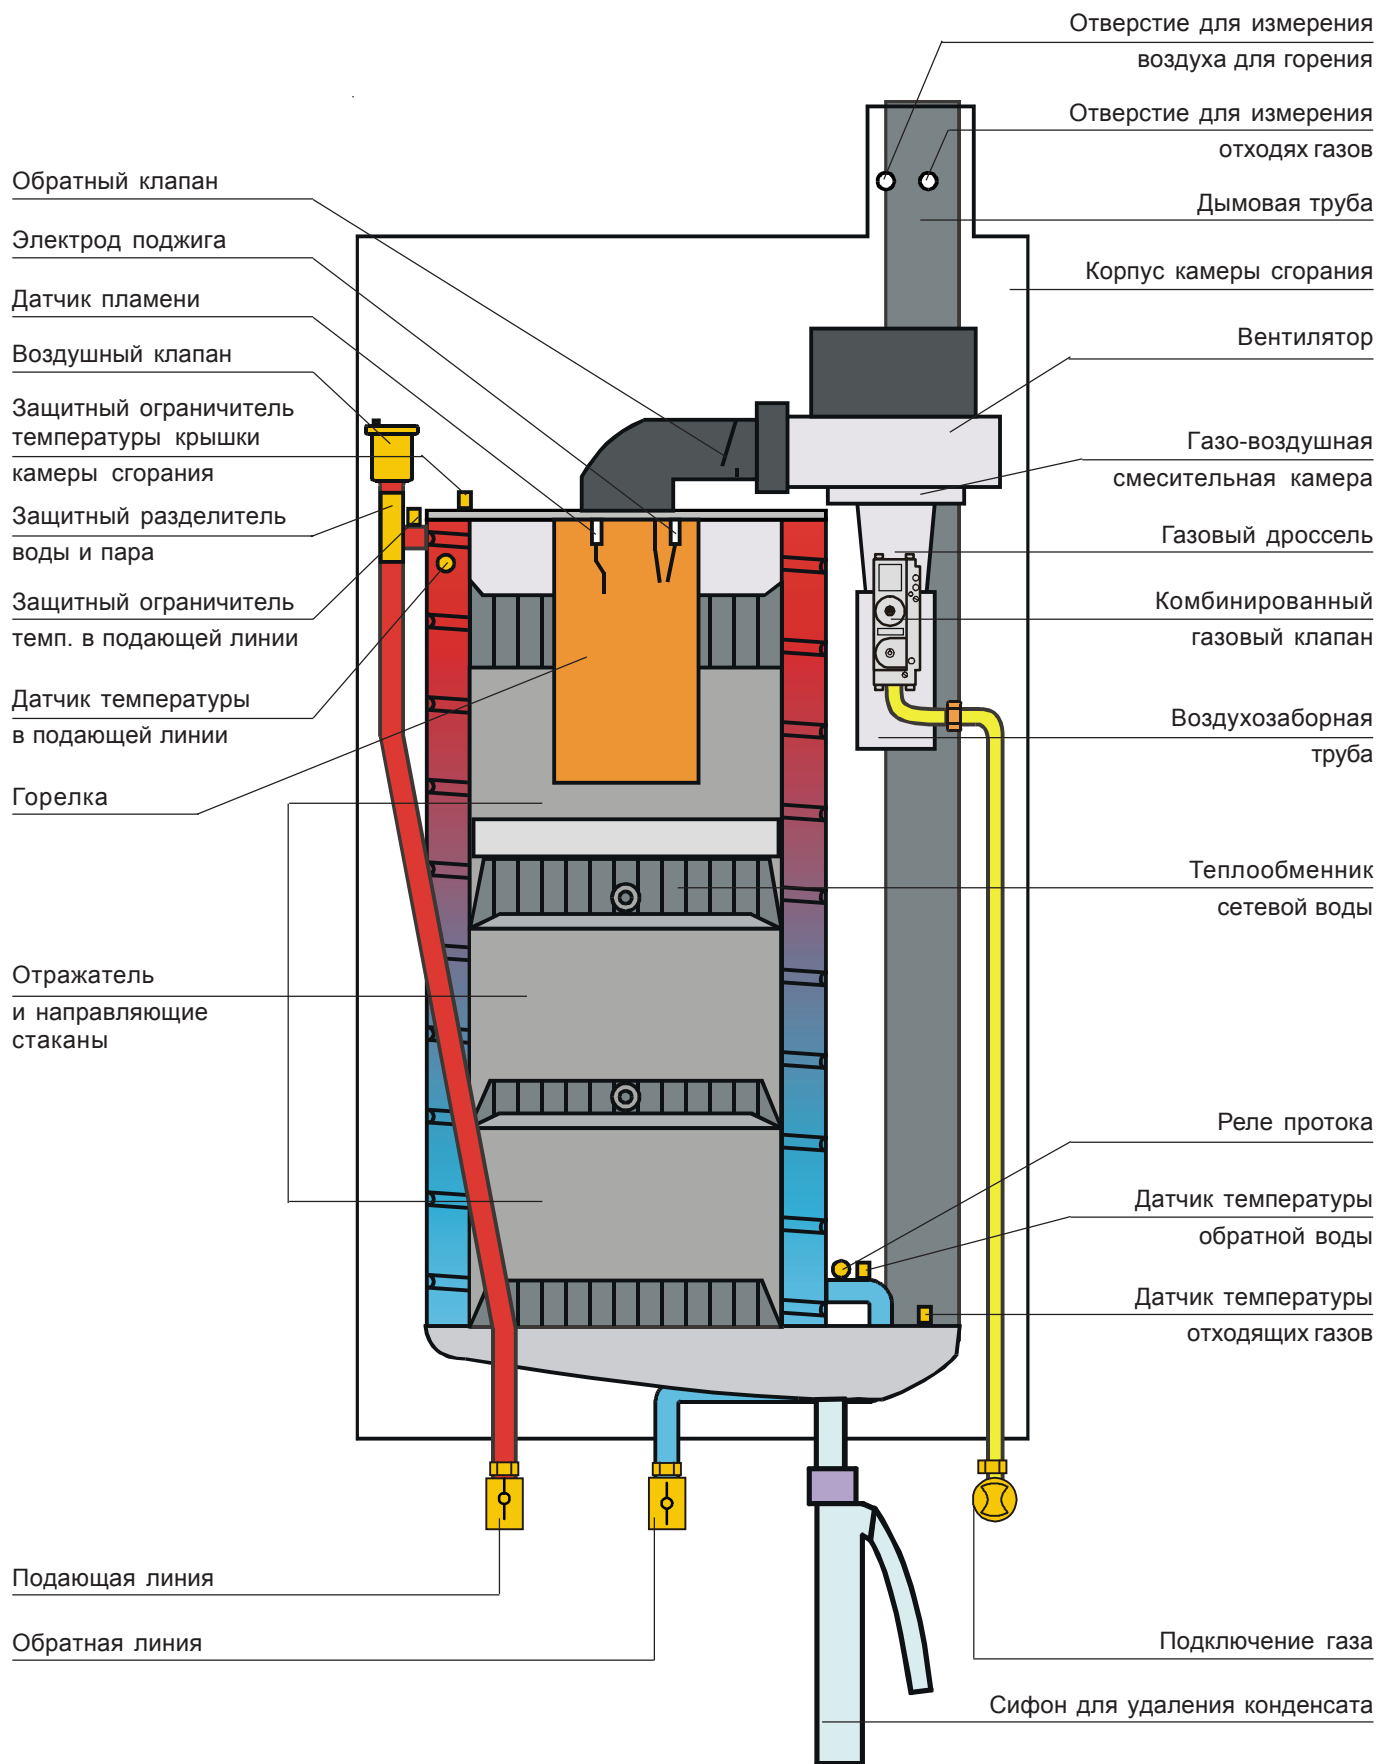 Отверстие для измерения
воздуха для горения
Отверстие для измерения
отходях газов
Дымовая труба
Корпус камеры сгорания
Вентилятор
Газо-воздушная
смесительная камера
Газовый дроссель
Комбинированный
газовый клапан
Воздухозаборная
труба
Теплообменник
сетевой воды
Реле протока
Датчик температуры
обратной воды
Датчик температуры
отходящих газов
Подключение газа
Сифон для удаления конденсата
Обратный клапан
Электрод поджига
Датчик пламени
Воздушный клапан
Защитный ограничитель
температуры крышки
камеры сгорания
Защитный разделитель
воды и пара
Защитный ограничитель
темп. в подающей линии
Датчик температуры
в подающей линии
Горелка
Отражатель
и направляющие
стаканы
Подающая линия
Обратная линия